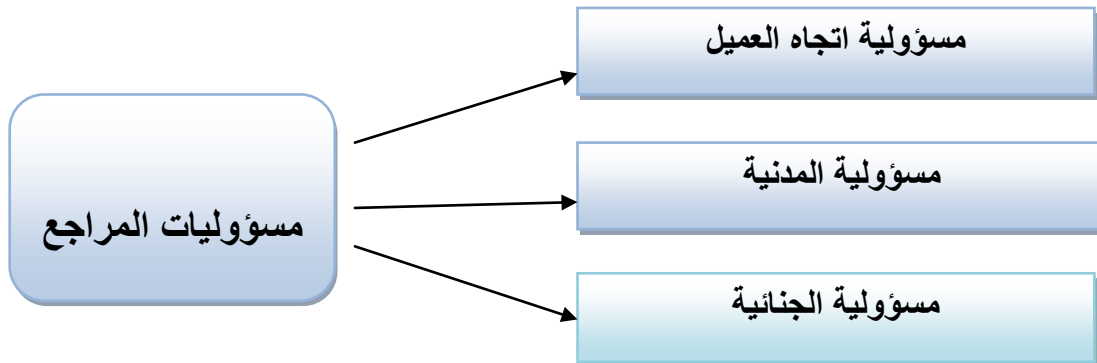 مسؤولية اتجاه العميل
مسؤولية المدنية
مسؤوليات المراجع
مسؤولية الجنائية